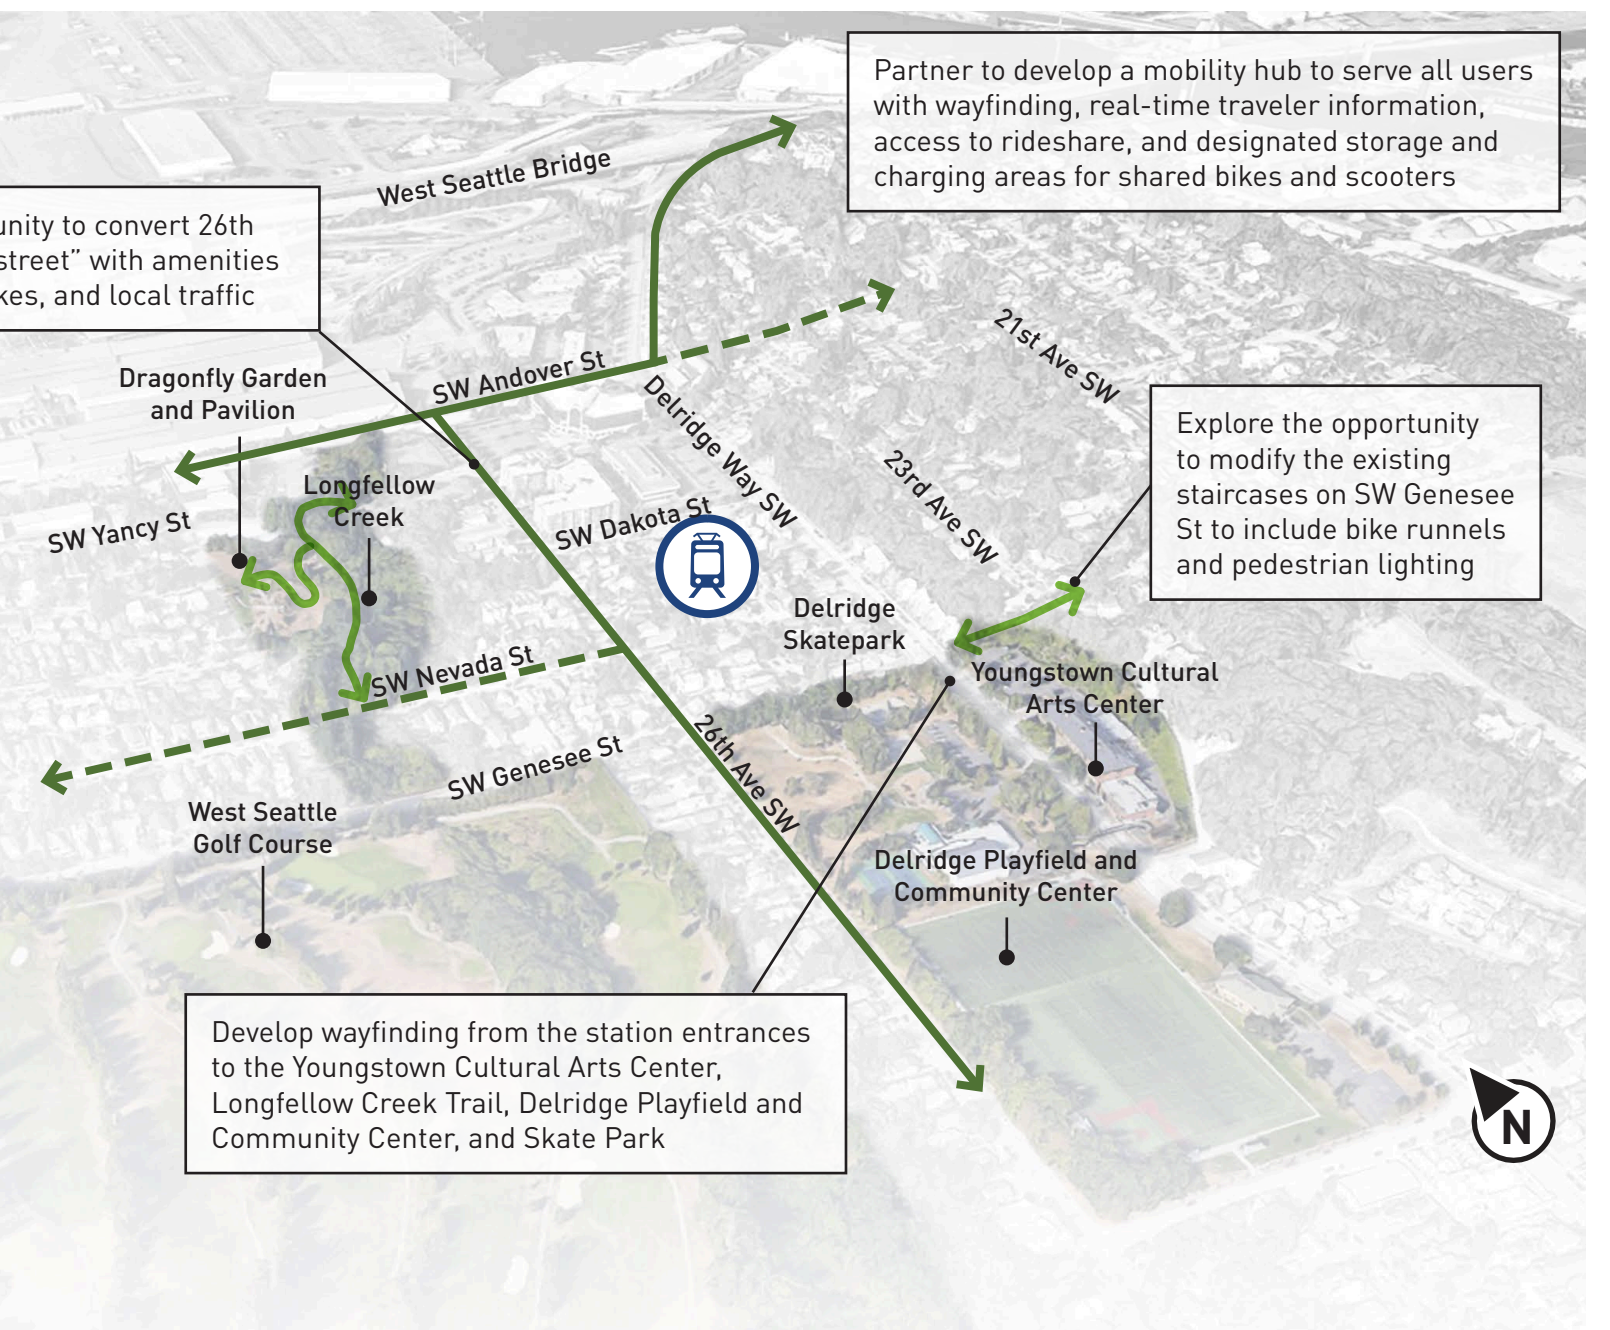 Partner to develop a mobility hub to serve all users
with wayfinding, real-time traveler information,
access to rideshare, and designated storage and
charging areas for shared bikes and scooters
West Seattle Bridge
to convert 26th
street” with amenities
and local traffic
21st Ave SW
SW Andover St
Dragonfly Garden
and Pavilion
Delridge Way SW
Explore the opportunity
to modify the existing
staircases on SW Genesee
St to include bike runnels
and pedestrian lighting
23rd Ave SW
Longfellow
Creek
SW Yancy St
SW Dakota St
Delridge
Skatepark
SW Nevada St
Youngstown Cultural
Arts Center
26th Ave SW
SW Genesee St
West Seattle
Golf Course
Delridge Playfield and
Community Center
Develop wayfinding from the station entrances
to the Youngstown Cultural Arts Center,
Longfellow Creek Trail, Delridge Playfield and
Community Center, and Skate Park
N